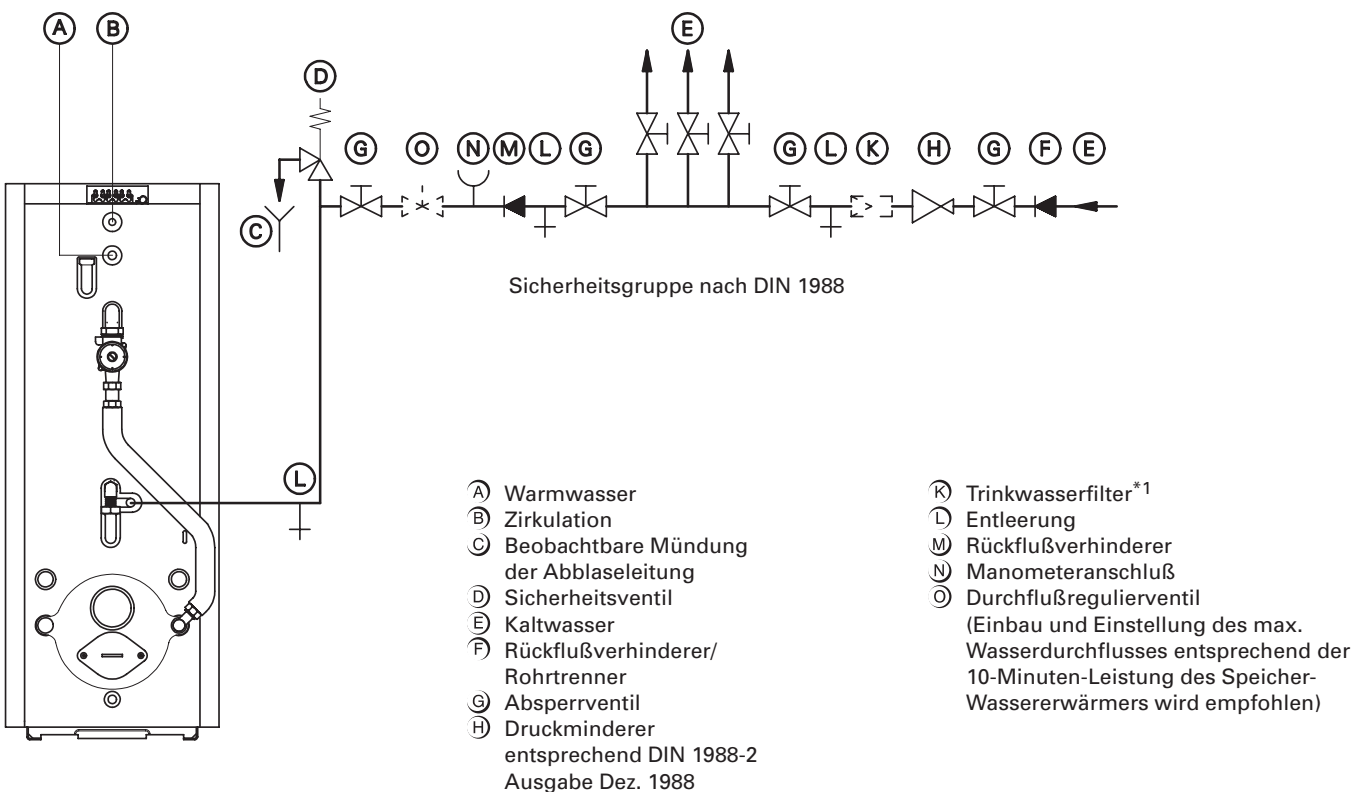 A B
E
D
G O N M L G G L K H G F E
C
Sicherheitsgruppe nach DIN 1988
L
A Warmwasser
B Zirkulation
C Beobachtbare Mündung
der Abblaseleitung
D Sicherheitsventil
E Kaltwasser
F Rückflußverhinderer/
Rohrtrenner
G Absperrventil
H Druckminderer
entsprechend DIN 1988-2
Ausgabe Dez. 1988
K Trinkwasserfilter*1
L Entleerung
M Rückflußverhinderer
N Manometeranschluß
O Durchflußregulierventil
(Einbau und Einstellung des max.
Wasserdurchflusses entsprechend der
10-Minuten-Leistung des Speicher-
Wassererwärmers wird empfohlen)